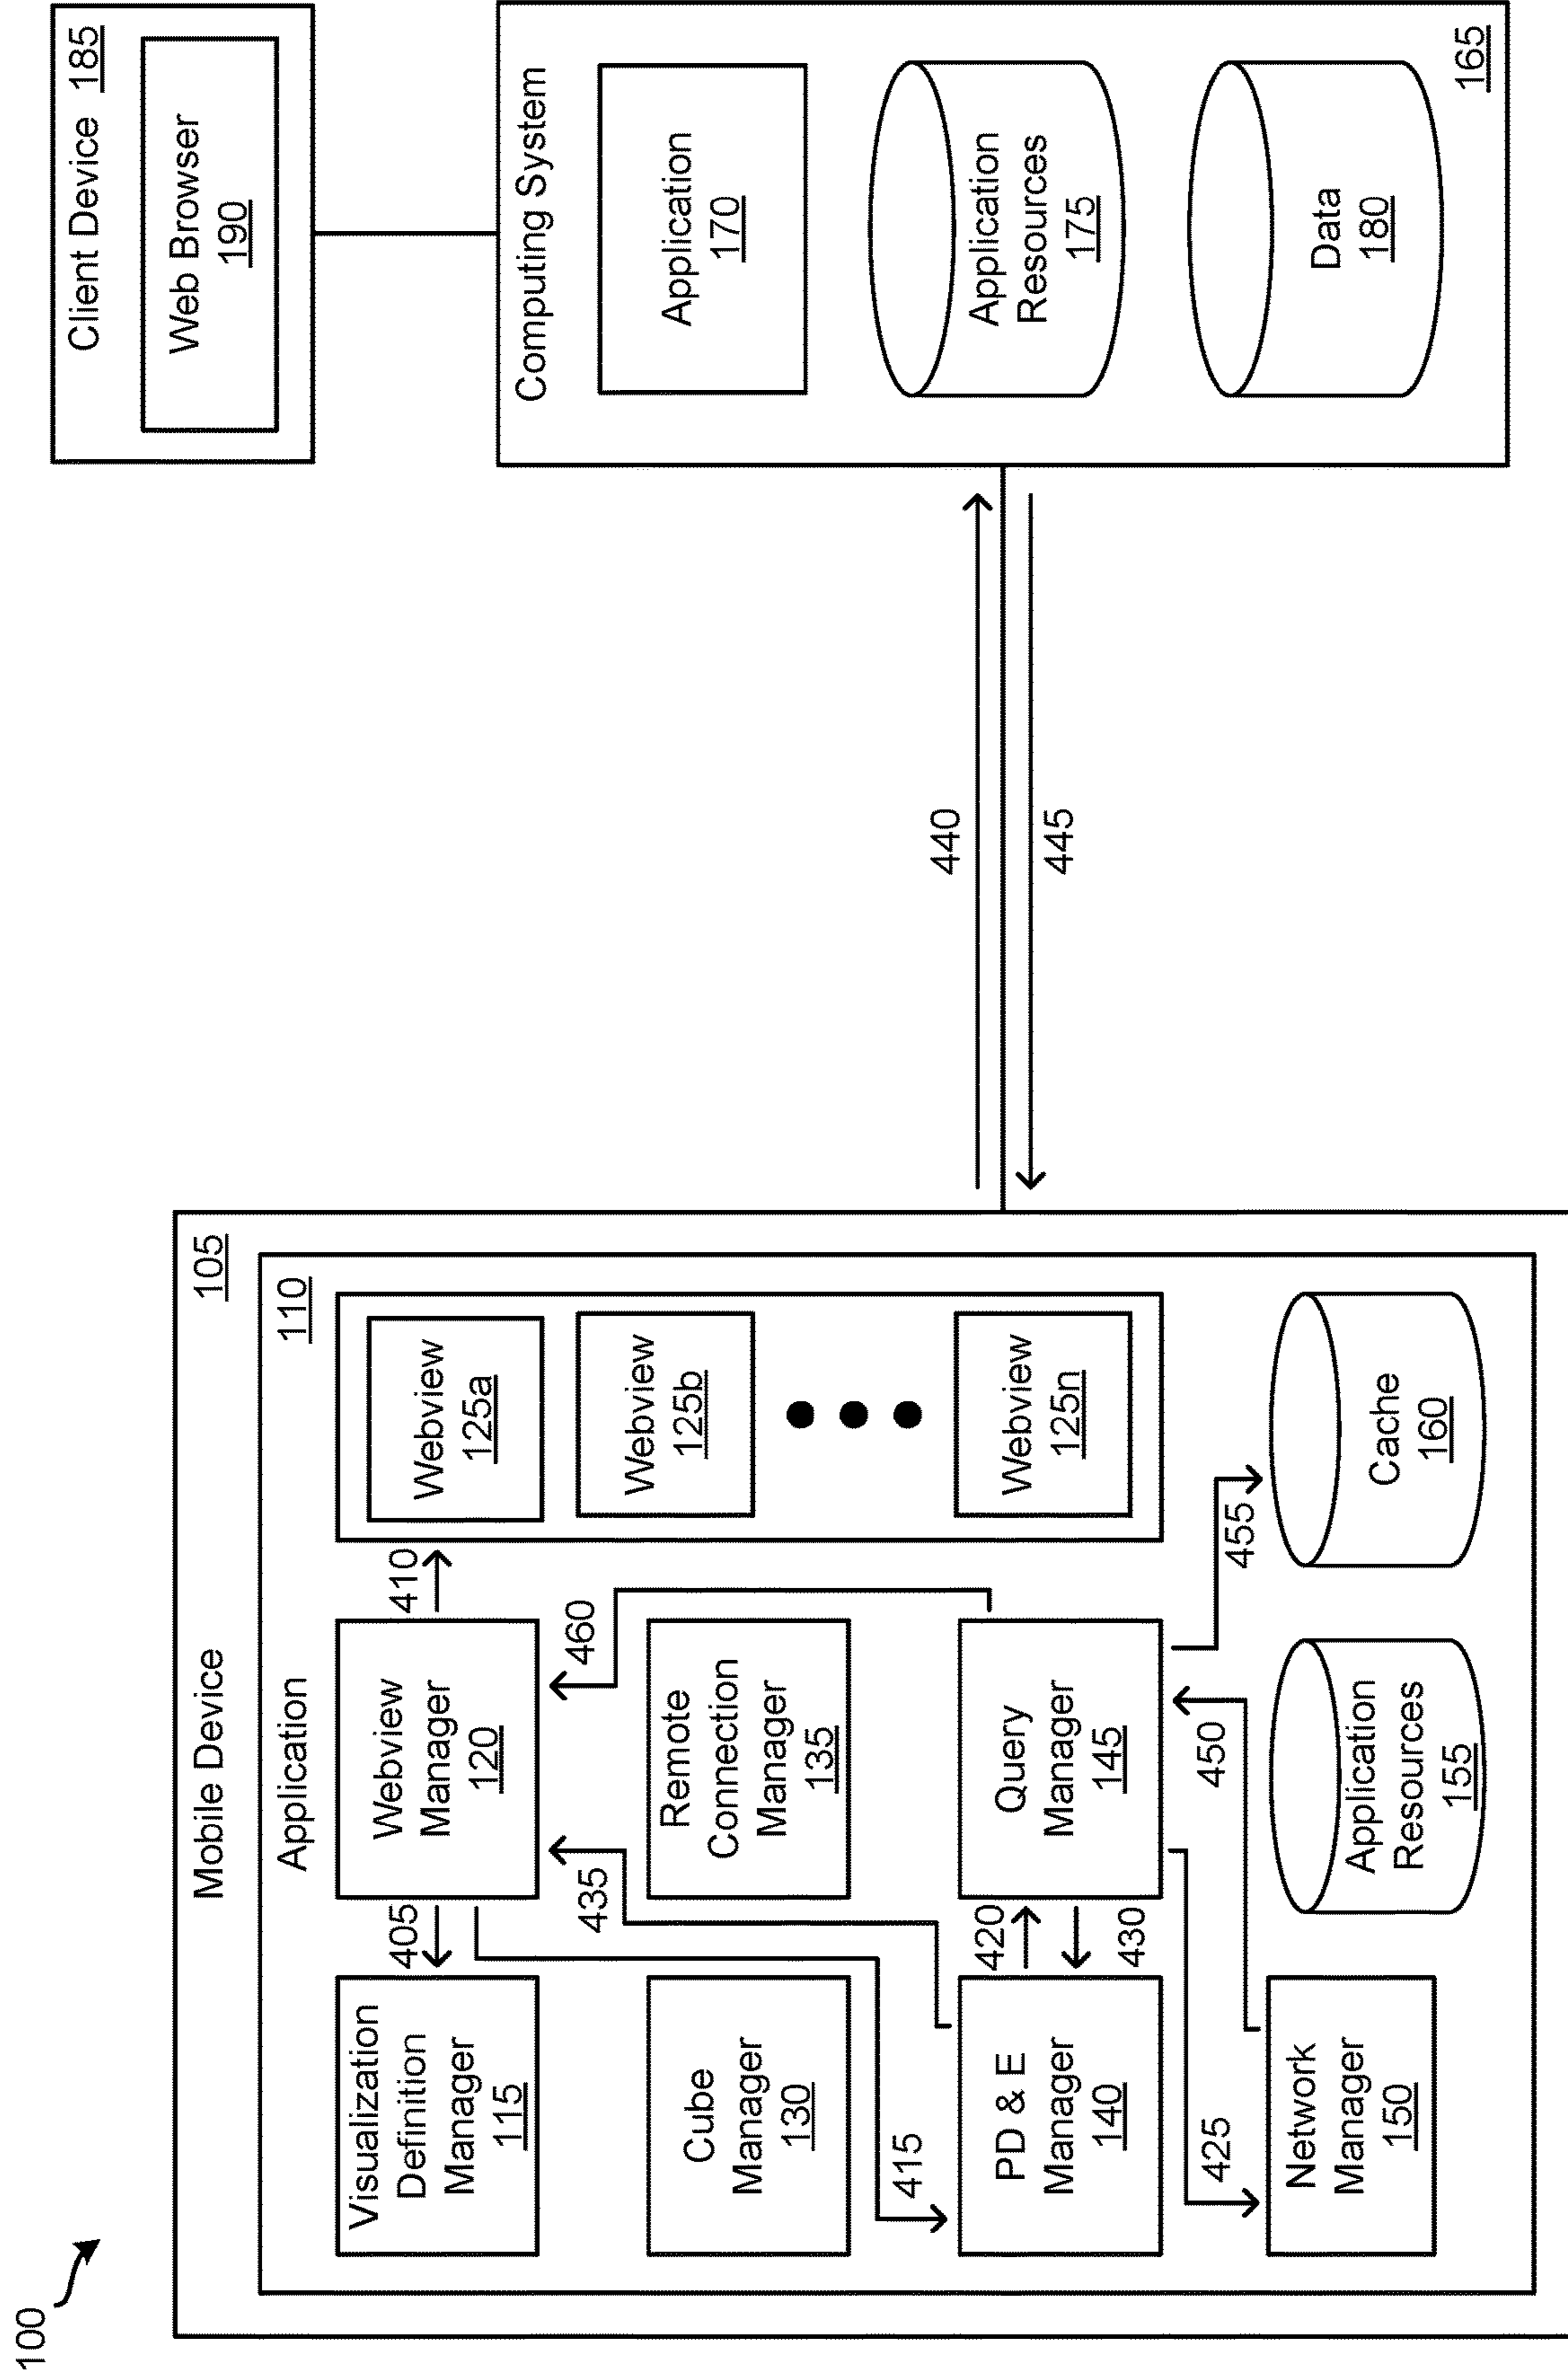 100
Mobile Device
105
Application
110
Visualization
Definition
Manager
115
405
Webview
Manager
120
410
Webview
125a
Webview
125b
Webview
125n
Cube
Manager
130
435
Remote
Connection
Manager
135
460
415
PD & E
Manager
140
420
430
Query
Manager
145
425
450
455
Network
Manager
150
Application
Resources
155
Cache
160
440
445
Client Device 185
Web Browser
190
Computing System
Application
170
Application
Resources
175
Data
180
165